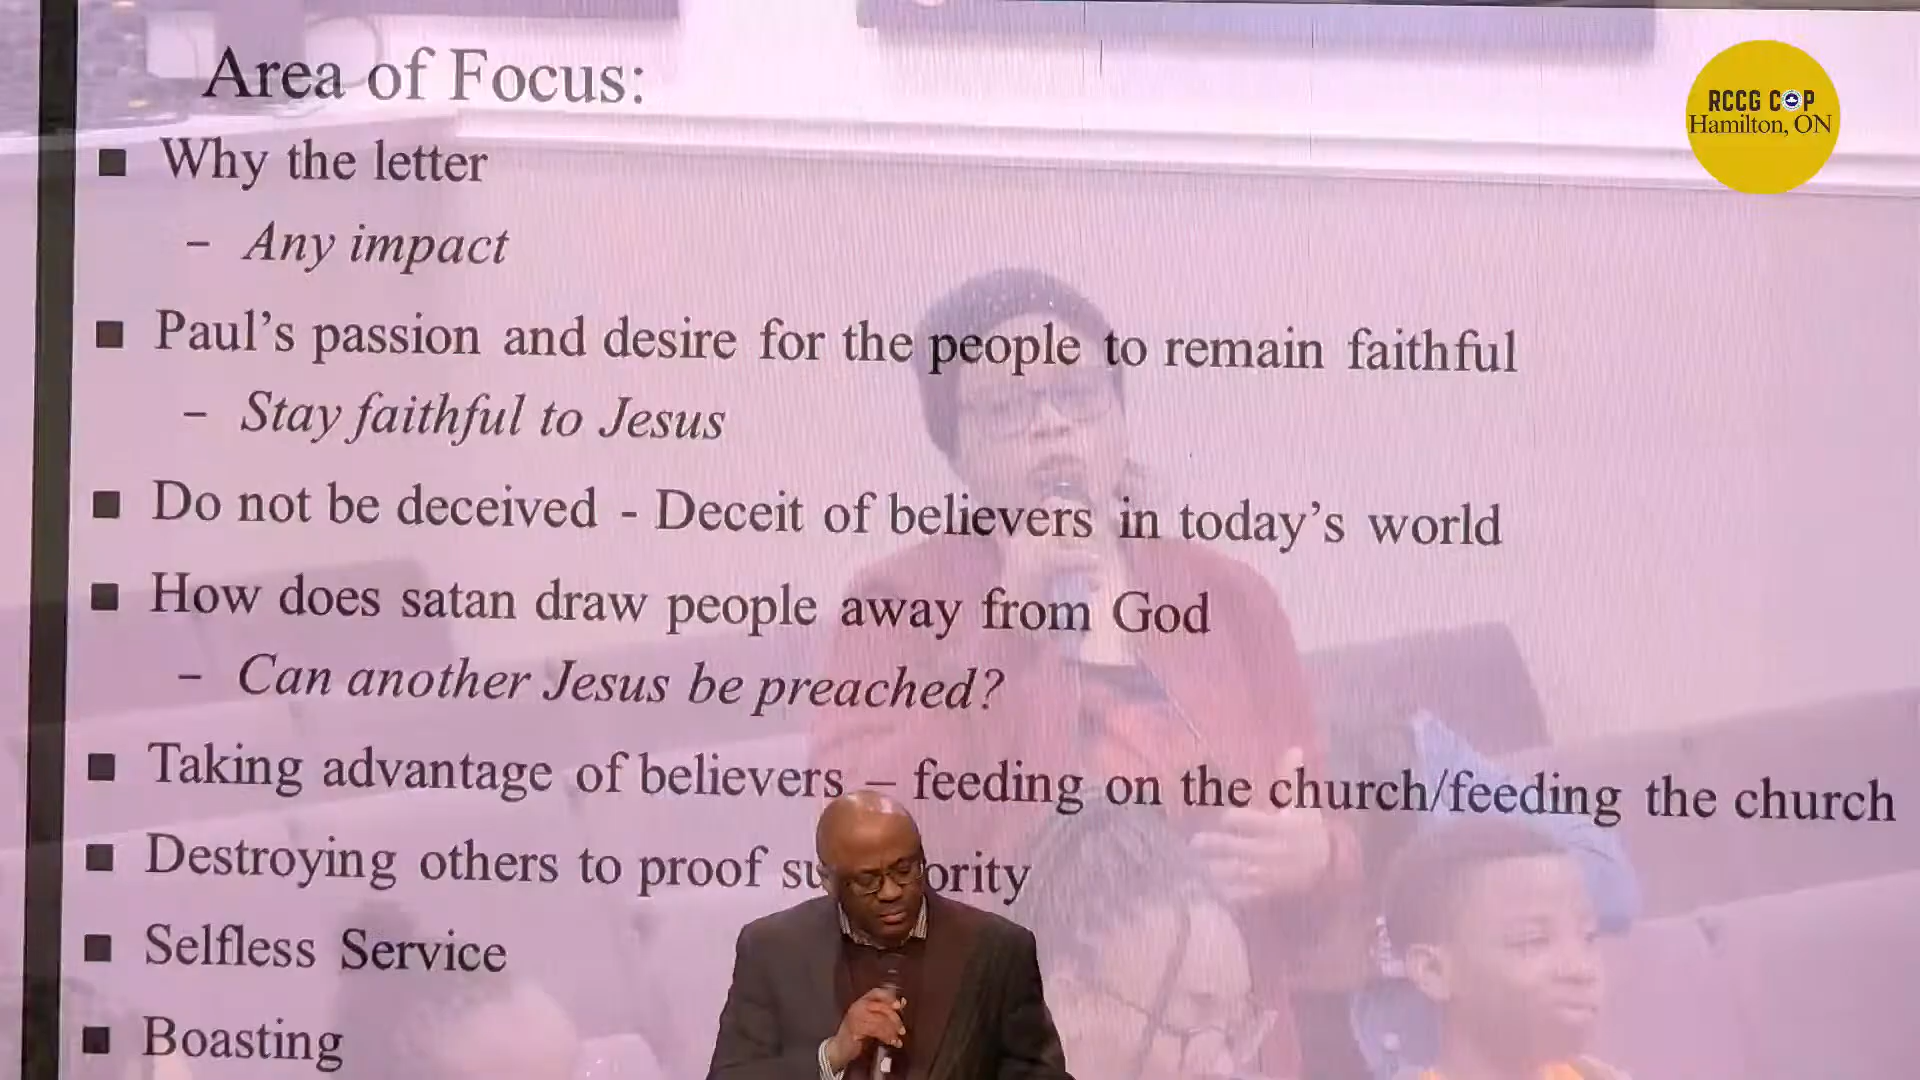 Area of Focus:
RCCG COP
Hamilton, ON
■ Why the letter
– Any impact
■ Paul’s passion and desire for the people to remain faithful
– Stay faithful to Jesus
■ Do not be deceived - Deceit of believers in today’s world
■ How does satan draw people away from God
– Can another Jesus be preached?
■ Taking advantage of believers – feeding on the church/feeding the church
■ Destroying others to proof
■ Selfless Service
■ Boasting